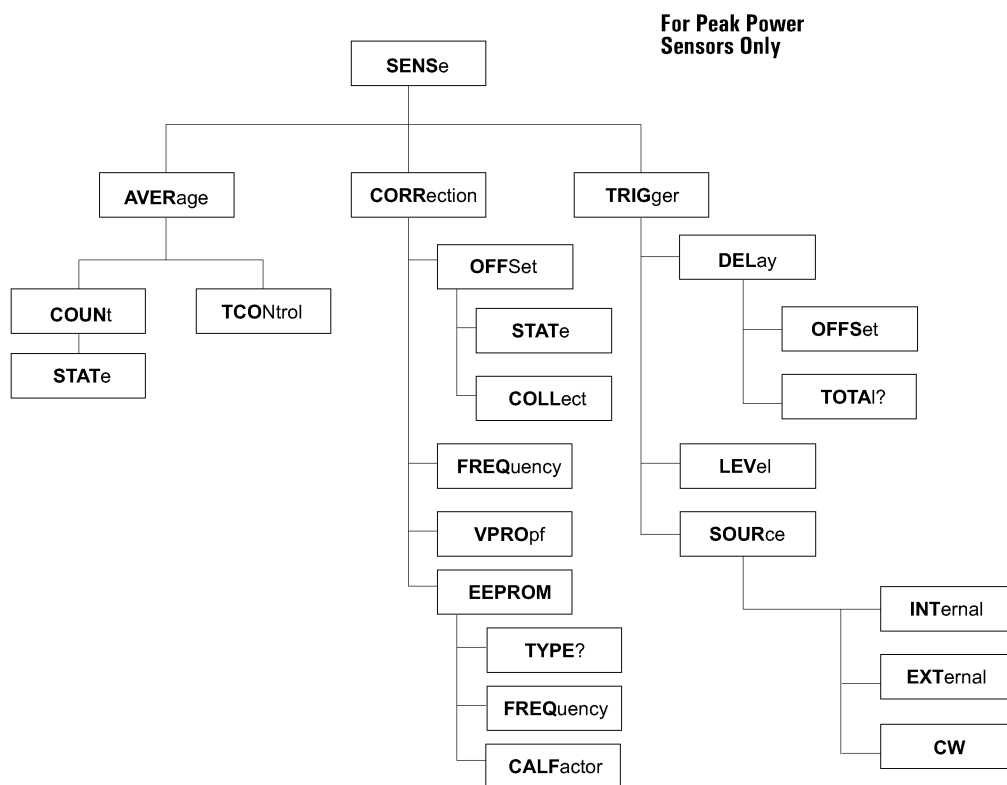 For Peak Power
Sensors Only
SENSe
AVERage
CORRection
TRIGger
OFFSet
DELay
COUNt
TCONtrol
STATe
OFFSet
STATe
COLLect
TOTAl?
FREQuency
LEVel
VPROpf
SOURce
EEPROM
INTernal
TYPE?
EXTernal
FREQuency
CW
CALFactor